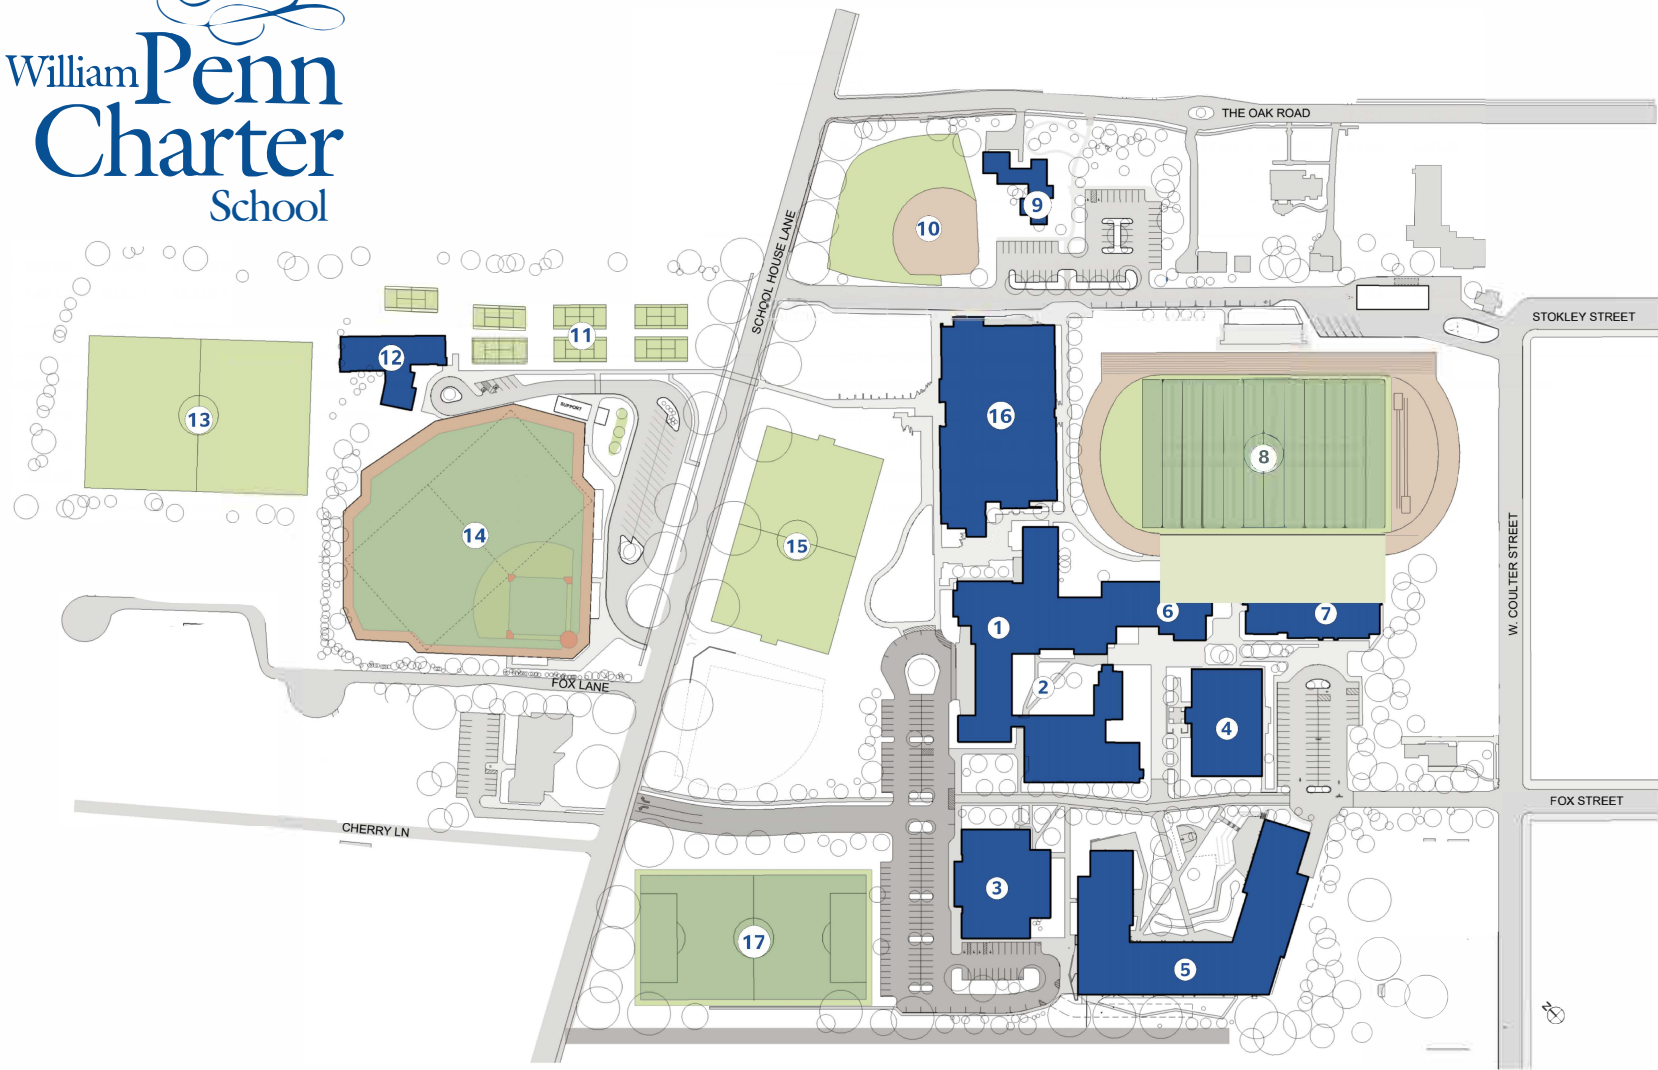 William Penn
Charter
School
THE OAK ROAD
SCHOOL HOUSE LANE
STOKLEY STREET
W. COULTER STREET
FOX STREET
FOX LANE
CHERRY LN
SUPPORT
9
10
11
12
13
16
8
14
15
1
6
7
2
4
3
17
5
N